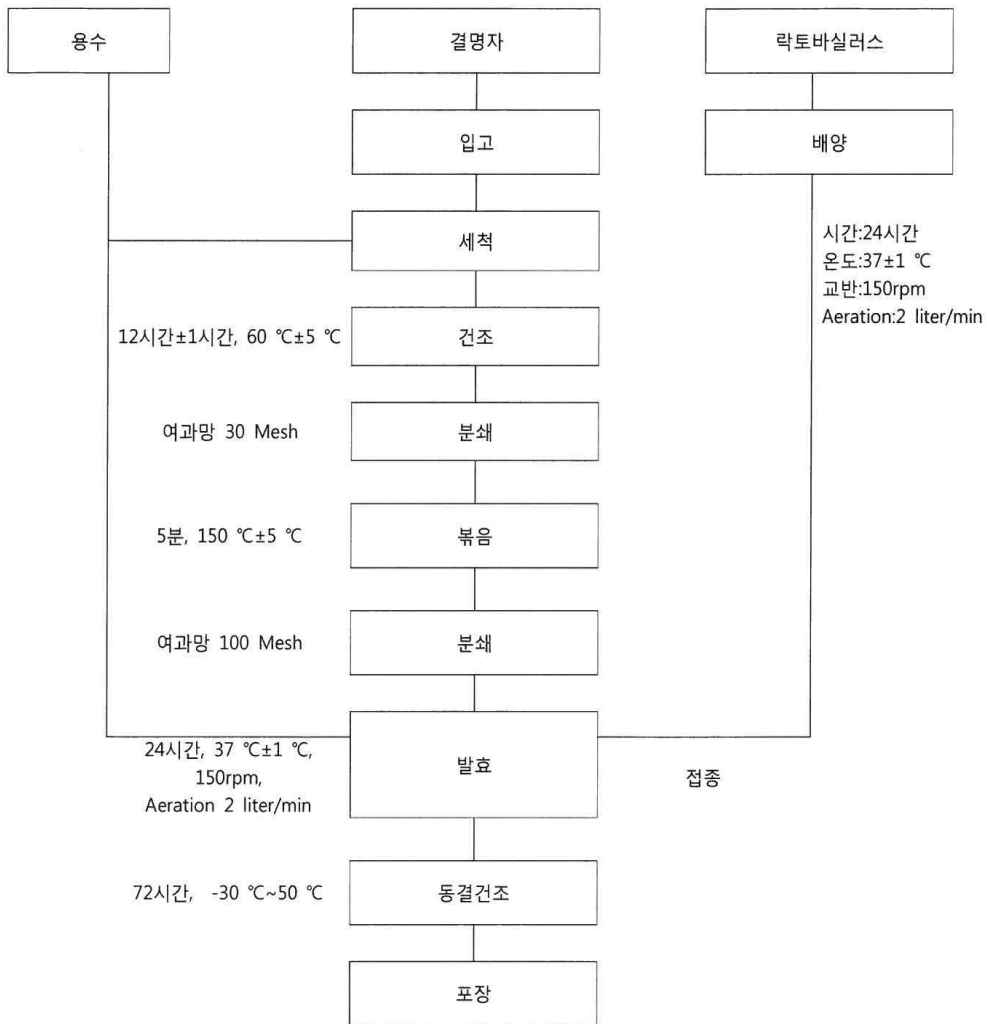 용수
결명자
락토바실러스
입고
배양
세척
시간:24시간
온도:37±1 ℃
교반:150rpm
Aeration:2 liter/min
12시간±1시간, 60 ℃±5 ℃
건조
여과망 30 Mesh
분쇄
5분, 150 ℃±5 ℃
볶음
여과망 100 Mesh
분쇄
24시간, 37 ℃±1 ℃,
150rpm,
Aeration 2 liter/min
발효
접종
72시간, -30 ℃~50 ℃
동결건조
포장